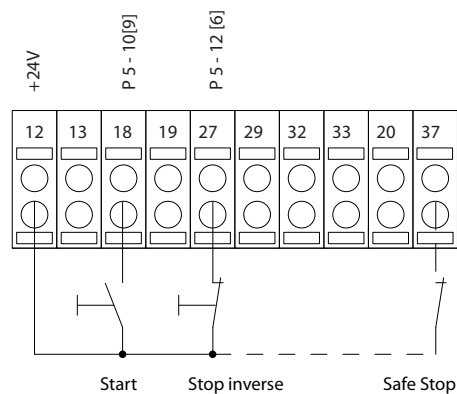 +24V
P 5 - 10[9]
P 5 - 12 [6]
12 13 18 19 27 29 32 33 20 37
Start Stop inverse Safe Stop